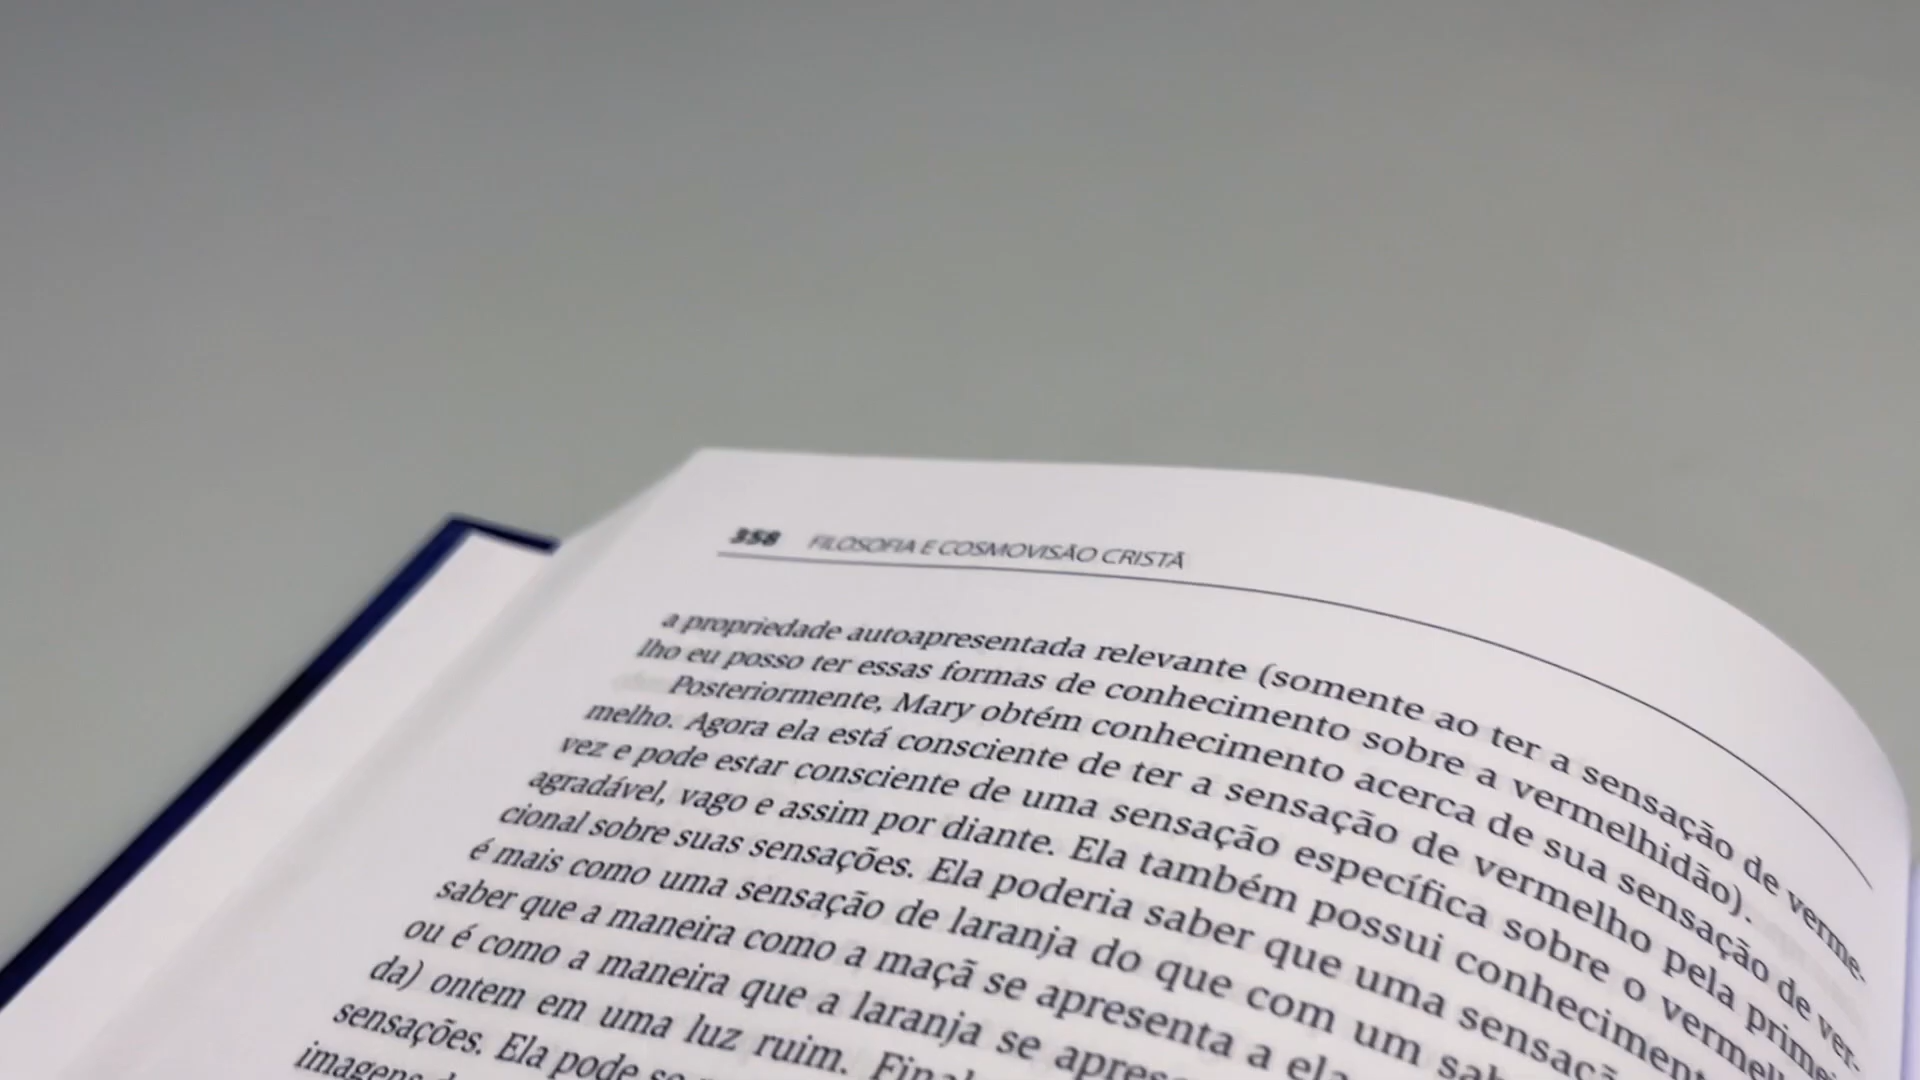 358 FILOSOFIA E COSMOVISÃO CRISTÃ
a propriedade autoapresentada relevante (somente ao ter a sensação de verme-
lho eu posso ter essas formas de conhecimento sobre a vermelhidão).
Posteriormente, Mary obtém conhecimento acerca de sua sensação de ver-
melho. Agora ela está consciente de ter a sensação de vermelho pela primei
vez e pode estar consciente de uma sensação específica sobre o
agradável, vago e assim por diante. Ela também possui
cional sobre suas sensações. Ela poderia saber que uma
é mais como uma sensação de laranja do que com um
saber que a maneira como a maçã se apresenta a ela
ou é como a maneira que a laranja se
da) ontem em uma luz ruim.
sensações. Ela pode
imagens